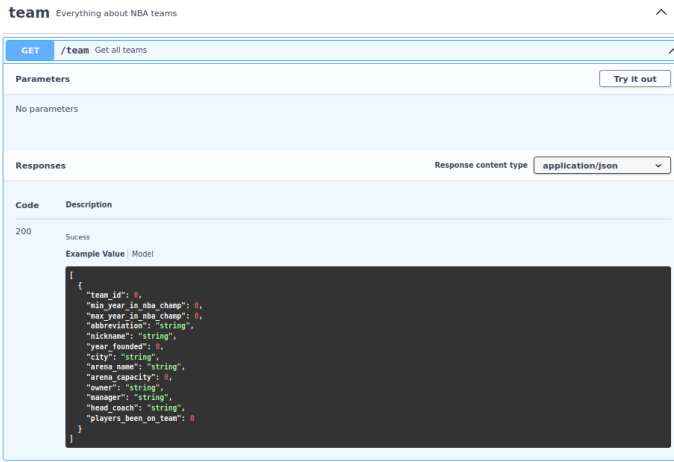 team Everything about NBA teams
GET /team Get all teams
Parameters Try it out
No parameters
Responses Response content type application/json
Code Description
200 Sucess
Example Value Model
[
{
"team_id": 0,
"min_year_in_nba_champ": 0,
"max_year_in_nba_champ": 0,
"abbreviation": "string",
"nickname": "string",
"year_founded": 0,
"city": "string",
"arena_name": "string",
"arena_capacity": 0,
"owner": "string",
"manager": "string",
"head_coach": "string",
"players_been_on_team": 0
}
]